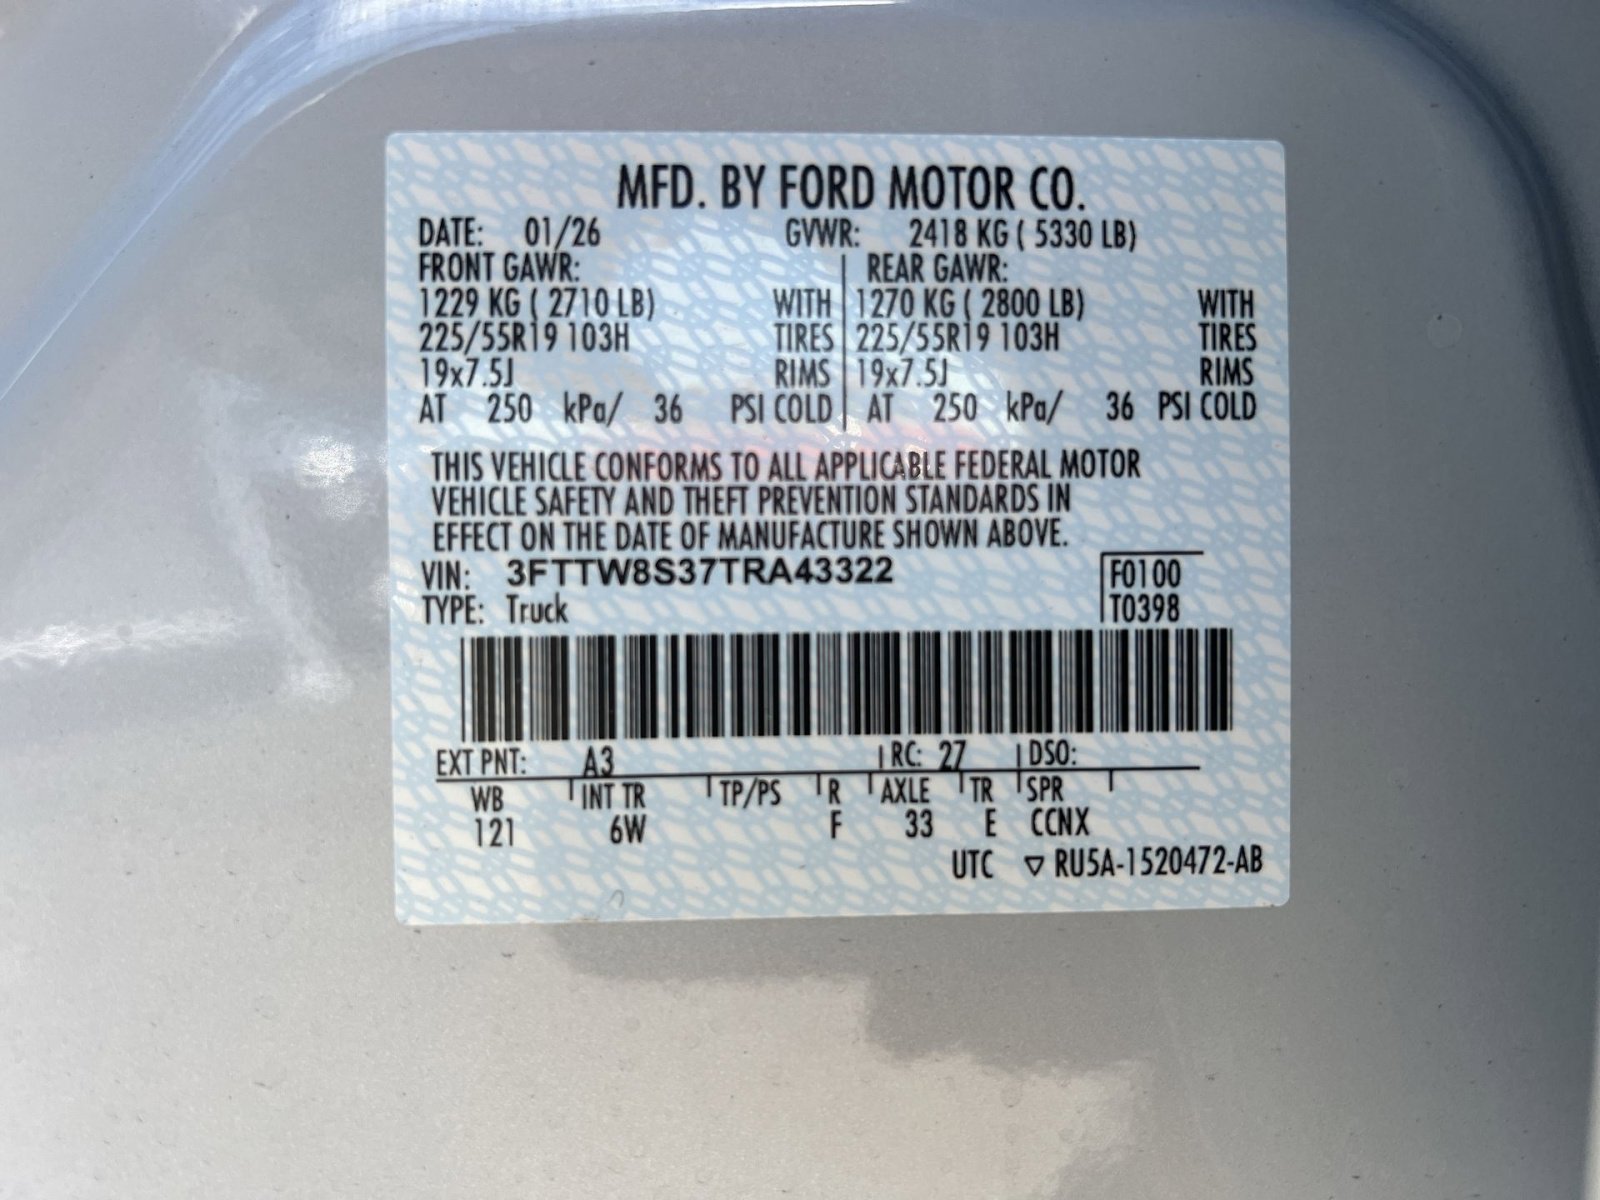 MFD. BY FORD MOTOR CO.
DATE: 01/26 GVWR: 2418 KG ( 5330 LB)
FRONT GAWR: REAR GAWR:
1229 KG ( 2710 LB) WITH 1270 KG ( 2800 LB) WITH
225/55R19 103H TIRES 225/55R19 103H TIRES
19x7.5J RIMS 19x7.5J RIMS
AT 250 kPa/ 36 PSI COLD AT 250 kPa/ 36 PSI COLD
THIS VEHICLE CONFORMS TO ALL APPLICABLE FEDERAL MOTOR
VEHICLE SAFETY AND THEFT PREVENTION STANDARDS IN
EFFECT ON THE DATE OF MANUFACTURE SHOWN ABOVE.
VIN: 3FTTW8S37TRA43322 F0100
TYPE: Truck T0398
EXT PNT: A3 RC: 27 DSO:
WB INT TR TP/PS R AXLE TR SPR
121 6W F 33 E CCNX
UTC ▽ RU5A-1520472-AB